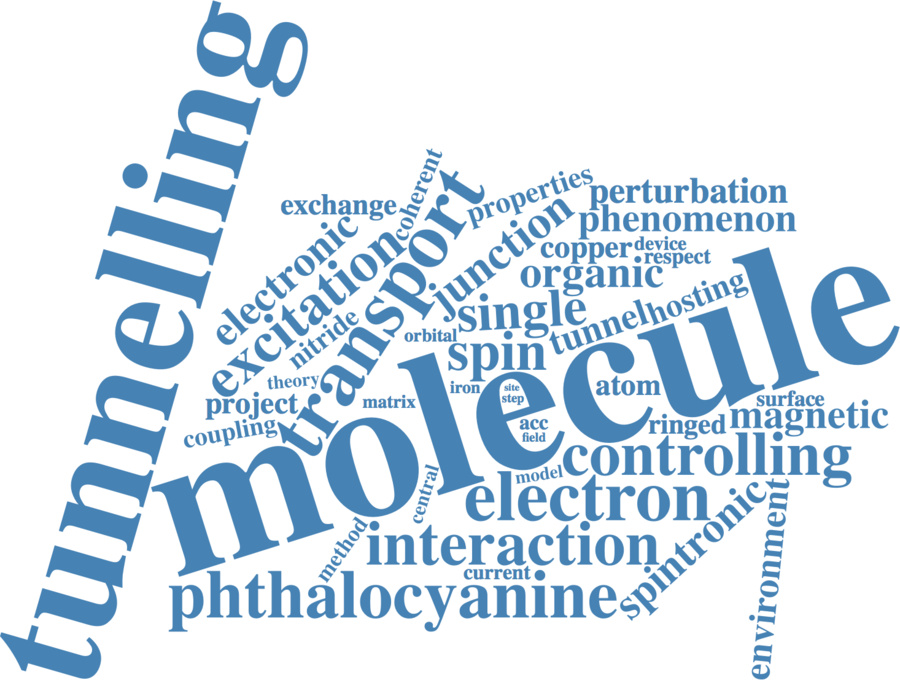 tunnelling
molecule
exchange
coherent
properties
perturbation
phenomenon
electronic
excitation
transport
junction
copper
device
respect
organic
nitride
orbital
single
tunnel
hosting
spin
theory
project
coupling
matrix
iron
site
step
atom
surface
acc
field
ringed
magnetic
model
controlling
central
electron
method
interaction
current
spintronic
environment
phthalocyanine